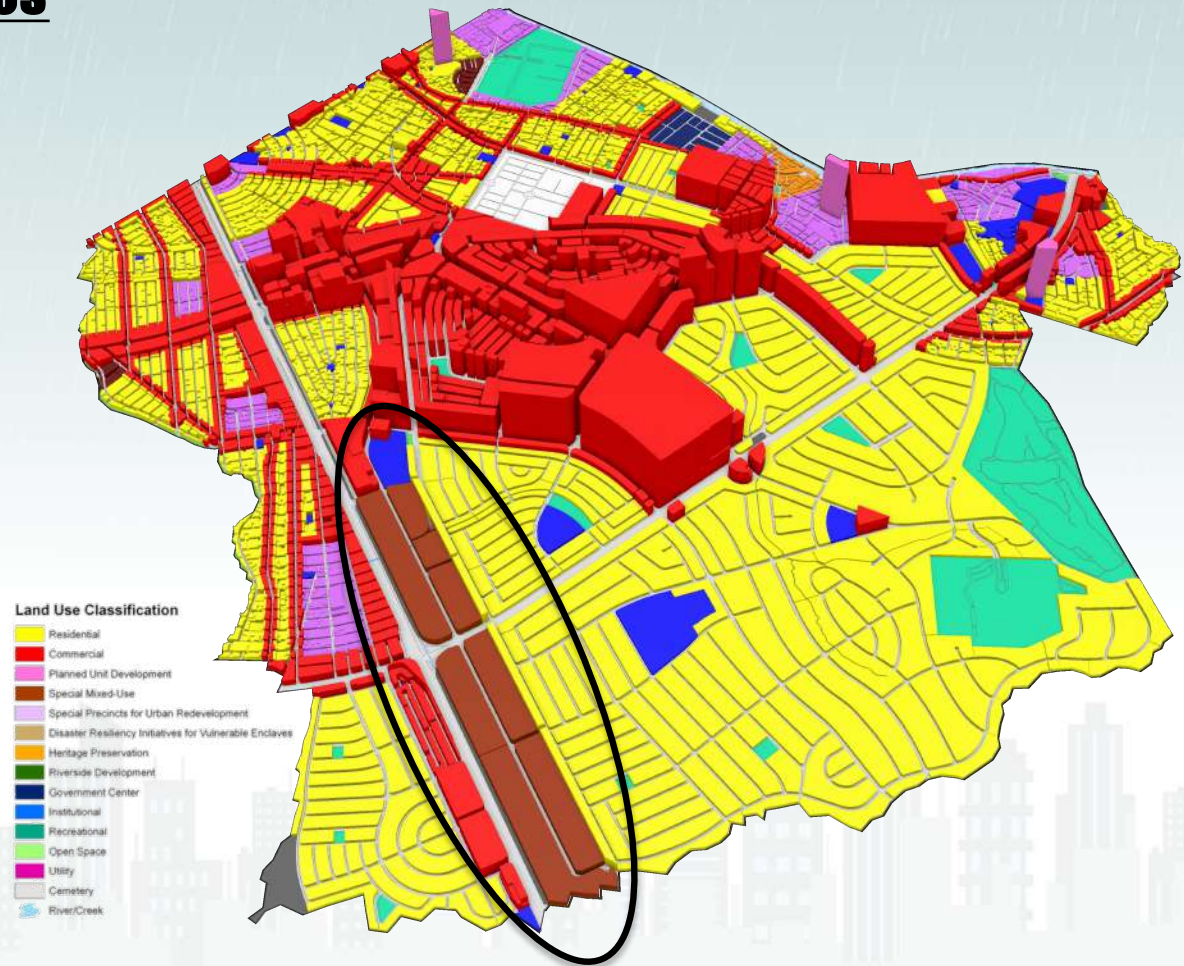 Land Use Classification
Residential
Commercial
Planned Unit Development
Special Mixed-Use
Special Precincts for Urban Redevelopment
Disaster Resiliency Initiatives for Vulnerable Enclaves
Heritage Preservation
Riverside Development
Government Center
Institutional
Recreational
Open Space
Utility
Cemetery
River/Creek